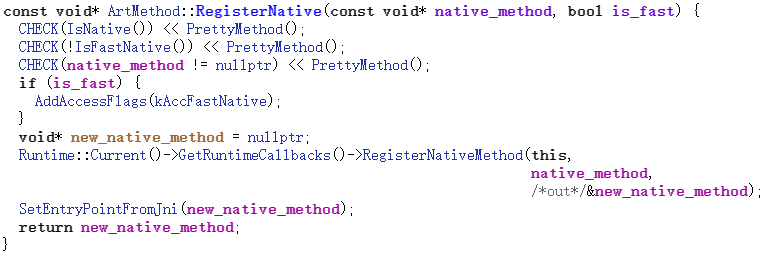 const void* ArtMethod::RegisterNative(const void* native_method, bool is_fast) {
  CHECK(IsNative()) << PrettyMethod();
  CHECK(!IsFastNative()) << PrettyMethod();
  CHECK(native_method != nullptr) << PrettyMethod();
  if (is_fast) {
    AddAccessFlags(kAccFastNative);
  }
  void* new_native_method = nullptr;
  Runtime::Current()->GetRuntimeCallbacks()->RegisterNativeMethod(this,
                                                                  native_method,
                                                                  /*out*/&new_native_method);
  SetEntryPointFromJni(new_native_method);
  return new_native_method;
}